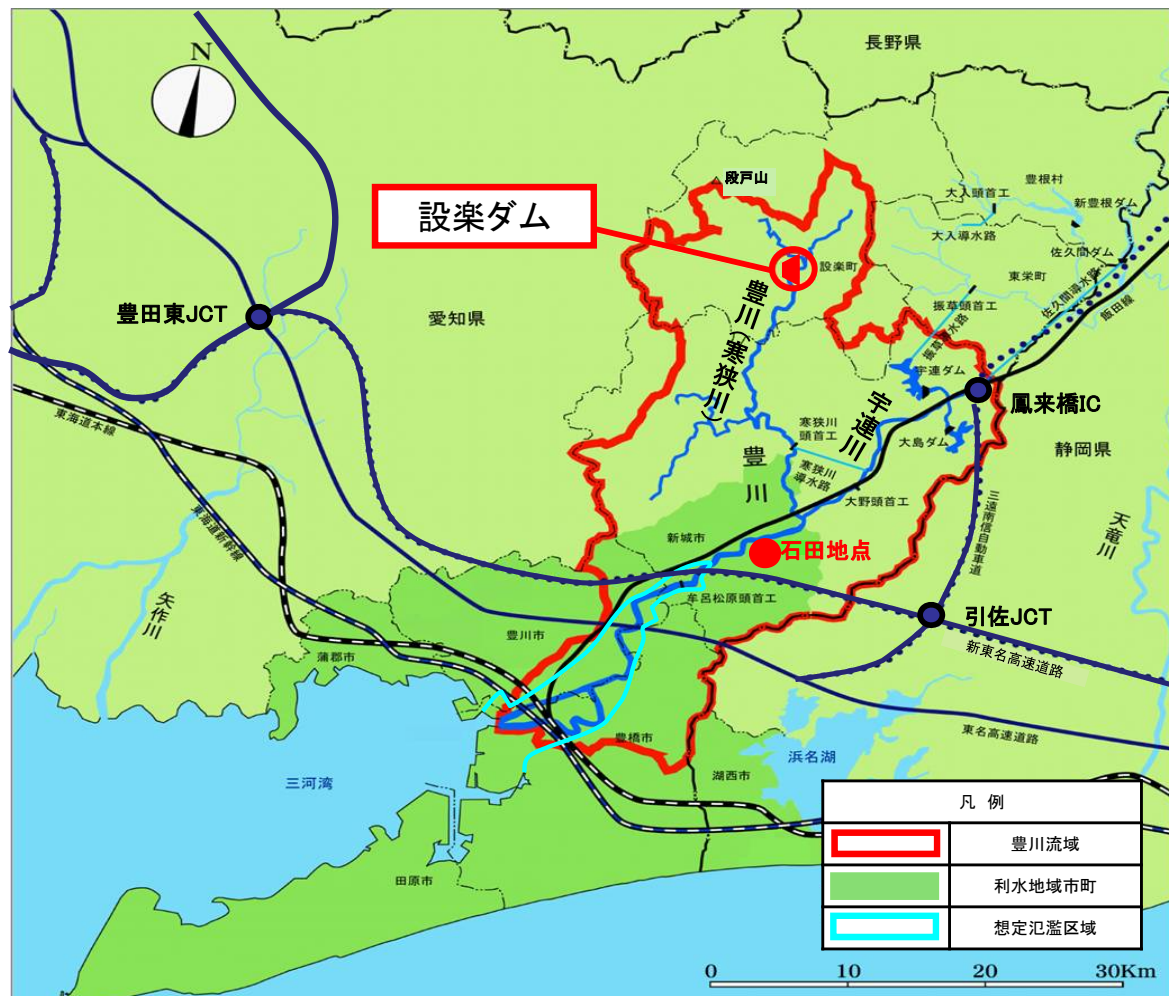 N
長野県
段戸山
豊根村
大入頭首工
新豊根ダム
設楽ダム
大入導水路
佐久間ダム
設楽町
東栄町
佐久間導水路
飯田線
豊川(寒狭川)
振草頭首工
振草導水路
豊田東JCT
愛知県
宇連ダム
鳳来橋IC
宇連川
寒狭川
頭首工
大島ダム
静岡県
東海道本線
豊川
寒狭川
導水路
大野頭首工
三遠南信自動車道
天竜川
東海道新幹線
新城市
石田地点
矢作川
牟呂松原頭首工
引佐JCT
豊川市
新東名高速道路
蒲郡市
東名高速道路
豊橋市
浜名湖
湖西市
三河湾
田原市
凡 例
豊川流域
利水地域市町
想定氾濫区域
0 10 20 30Km